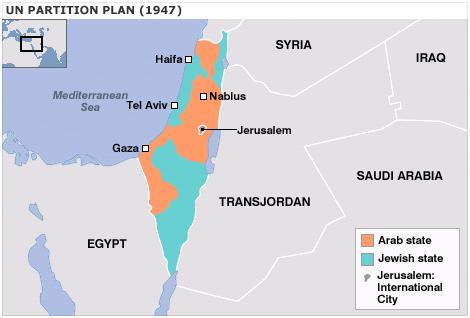 UN PARTITION PLAN (1947)
SYRIA
IRAQ
Haifa
Mediterranean
Sea
Nablus
Tel Aviv
Jerusalem
Gaza
SAUDI ARABIA
TRANSJORDAN
EGYPT
Arab state
Jewish state
Jerusalem:
International
City